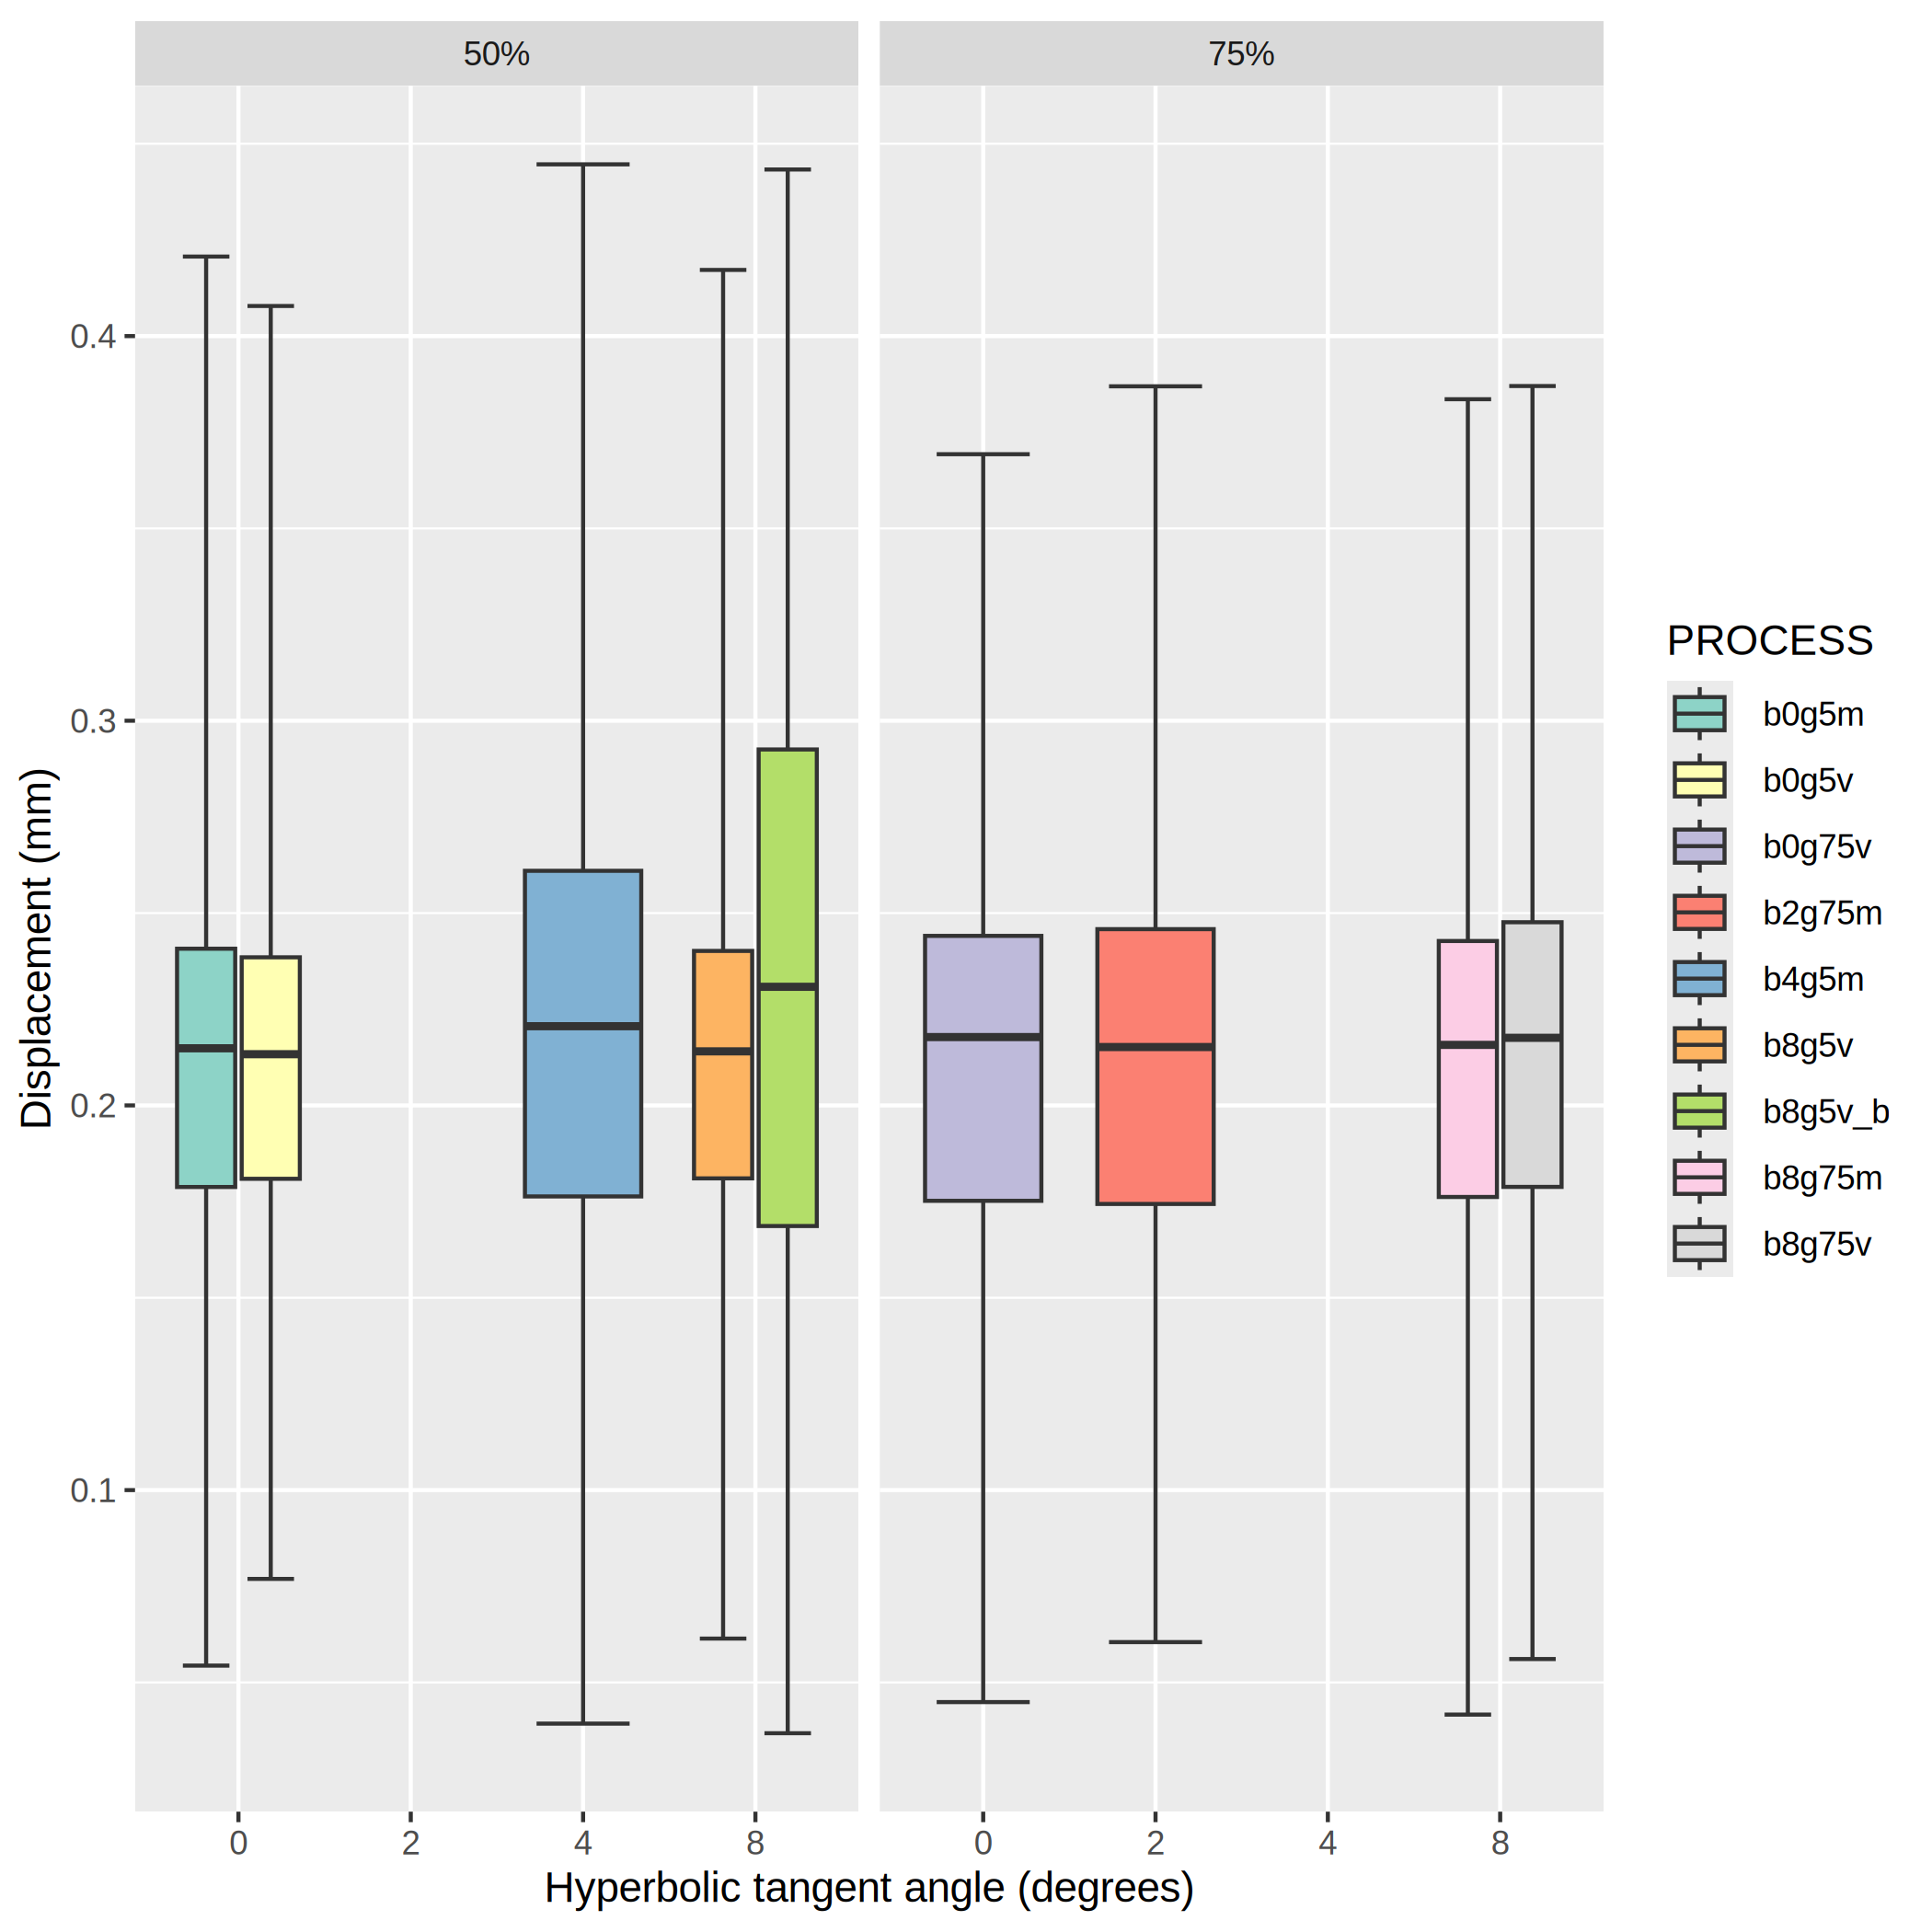 50%
75%
Displacement (mm)
0.4
0.3
0.2
0.1
0 2 4 8
0 2 4 8
Hyperbolic tangent angle (degrees)
PROCESS
b0g5m
b0g5v
b0g75v
b2g75m
b4g5m
b8g5v
b8g5v_b
b8g75m
b8g75v